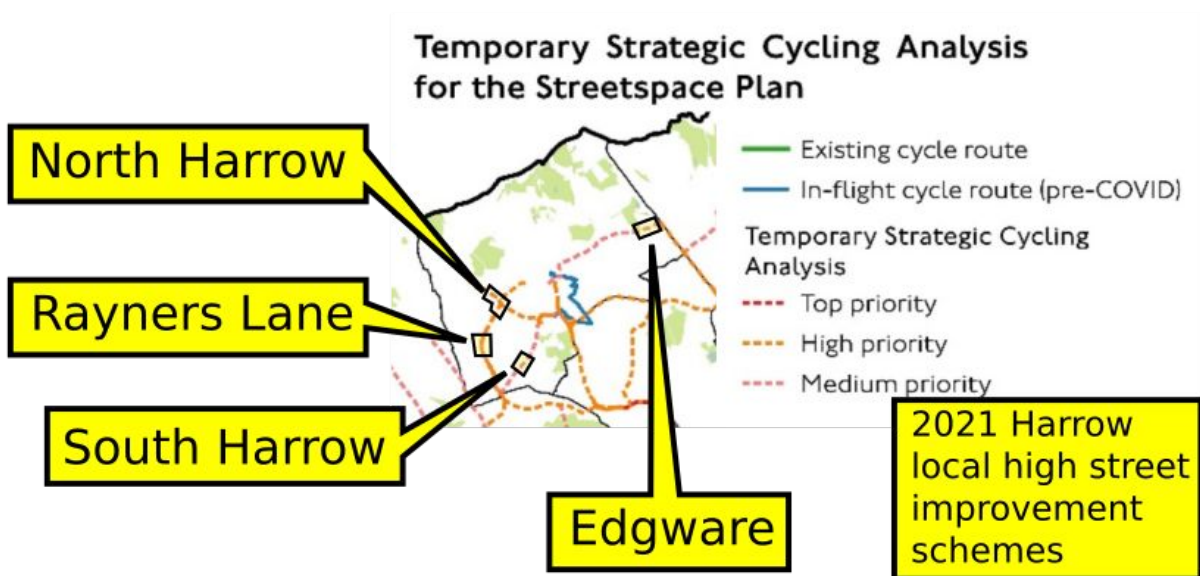 Temporary Strategic Cycling Analysis
for the Streetspace Plan
North Harrow
Rayners Lane
South Harrow
Edgware
Existing cycle route
In-flight cycle route (pre-COVID)
Temporary Strategic Cycling
Analysis
Top priority
High priority
Medium priority
2021 Harrow
local high street
improvement
schemes